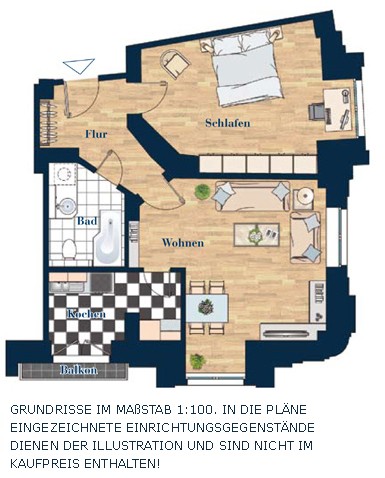 Schlafen
Flur
Bad
Wohnen
Kochen
Balkon
GRUNDRISSE IM MAßSTAB 1:100. IN DIE PLÄNE
EINGEZEICHNETE EINRICHTUNGSGEGENSTÄNDE
DIENEN DER ILLUSTRATION UND SIND NICHT IM
KAUFPREIS ENTHALTEN!